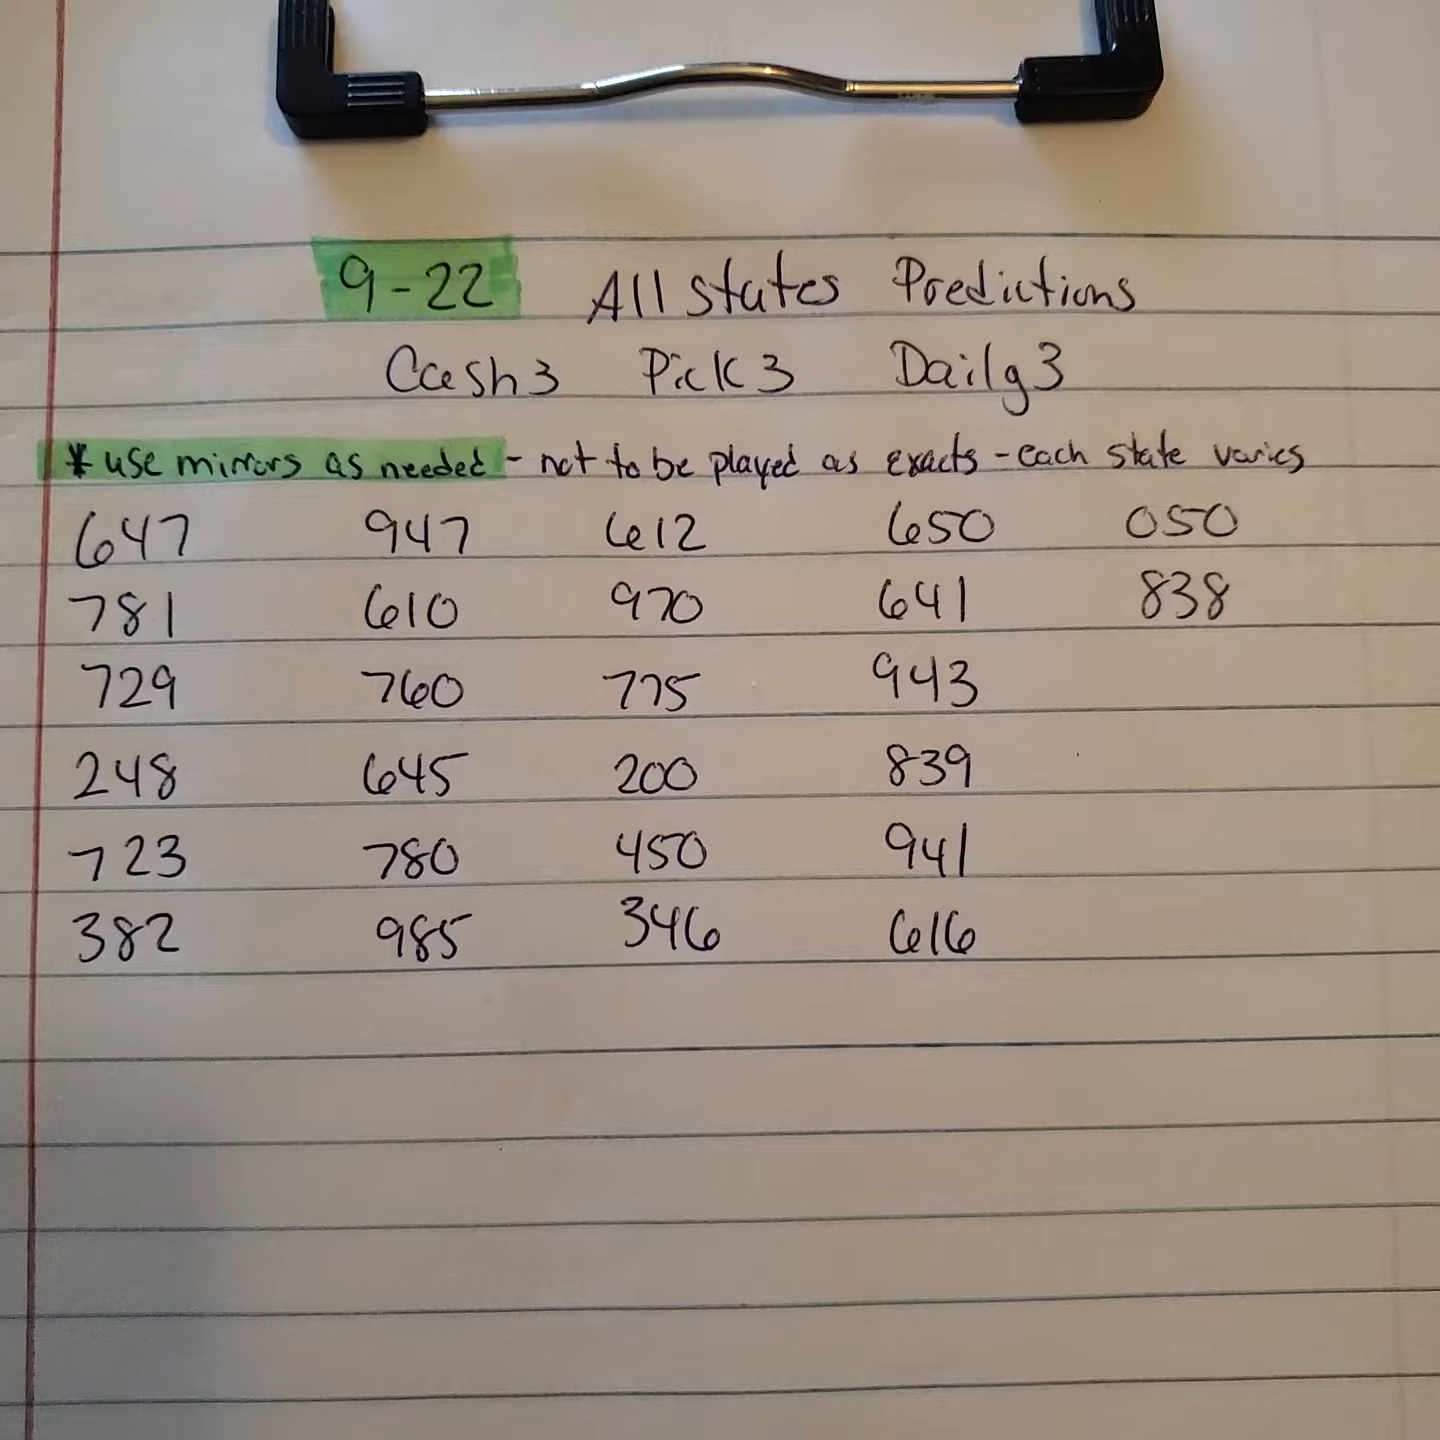 9-22 All states Predictions
Cash3 Pick3 Daily3
* use mirrors as needed - not to be played as exacts - each state varies
647 947 612 650 050
781 610 970 641 838
729 760 775 943
248 645 200 839
723 780 450 941
382 985 346 616